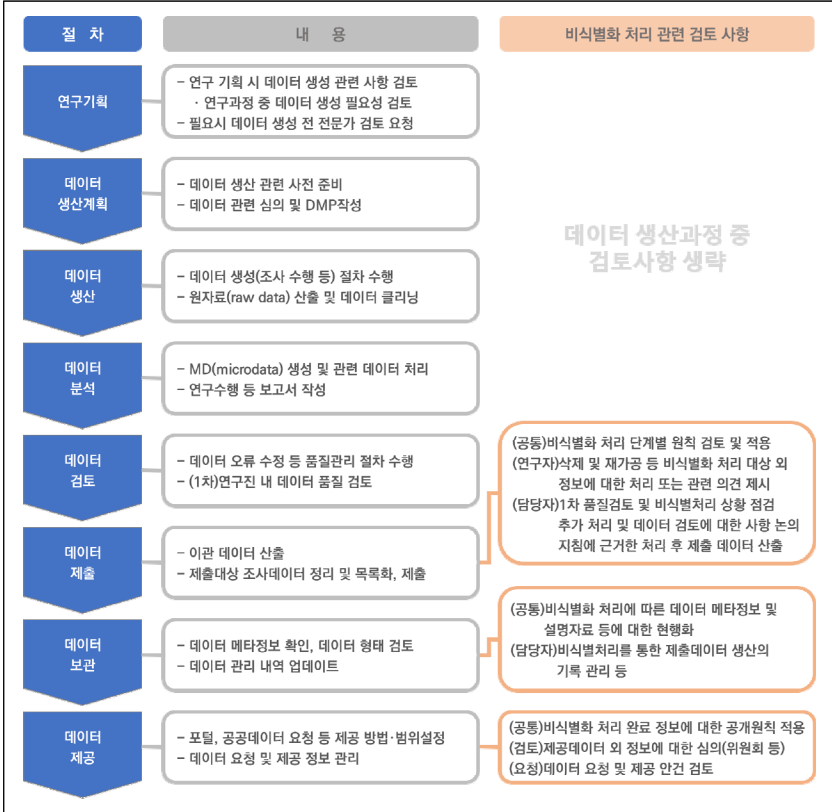 절 차
내 용
비식별화 처리 관련 검토 사항
연구기획
- 연구 기획 시 데이터 생성 관련 사항 검토
· 연구과정 중 데이터 생성 필요성 검토
- 필요시 데이터 생성 전 전문가 검토 요청
데이터
생산계획
- 데이터 생산 관련 사전 준비
- 데이터 관련 심의 및 DMP작성
데이터 생산과정 중
검토사항 생략
데이터
생산
- 데이터 생성(조사 수행 등) 절차 수행
- 원자료(raw data) 산출 및 데이터 클리닝
데이터
분석
- MD(microdata) 생성 및 관련 데이터 처리
- 연구수행 등 보고서 작성
데이터
검토
- 데이터 오류 수정 등 품질관리 절차 수행
- (1차)연구진 내 데이터 품질 검토
(공통)비식별화 처리 단계별 원칙 검토 및 적용
(연구자)삭제 및 재가공 등 비식별화 처리 대상 외
정보에 대한 처리 또는 관련 의견 제시
(담당자)1차 품질검토 및 비식별처리 상황 점검
추가 처리 및 데이터 검토에 대한 사항 논의
지침에 근거한 처리 후 제출 데이터 산출
데이터
제출
- 이관 데이터 산출
- 제출대상 조사데이터 정리 및 목록화, 제출
데이터
보관
- 데이터 메타정보 확인, 데이터 형태 검토
- 데이터 관리 내역 업데이트
(공통)비식별화 처리에 따른 데이터 메타정보 및
설명자료 등에 대한 현행화
(담당자)비식별처리를 통한 제출데이터 생산의
기록 관리 등
데이터
제공
- 포털, 공공데이터 요청 등 제공 방법·범위설정
- 데이터 요청 및 제공 정보 관리
(공통)비식별화 처리 완료 정보에 대한 공개원칙 적용
(검토)제공데이터 외 정보에 대한 심의(위원회 등)
(요청)데이터 요청 및 제공 안건 검토